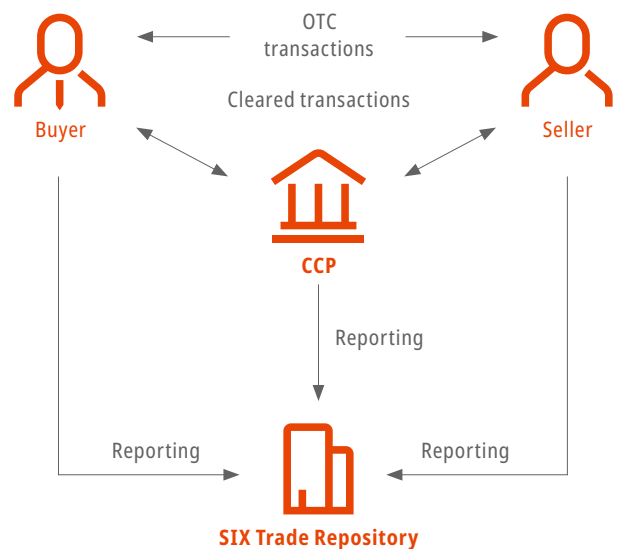 OTC
transactions
Cleared transactions
Buyer
Seller
CCP
Reporting
Reporting
Reporting
SIX Trade Repository